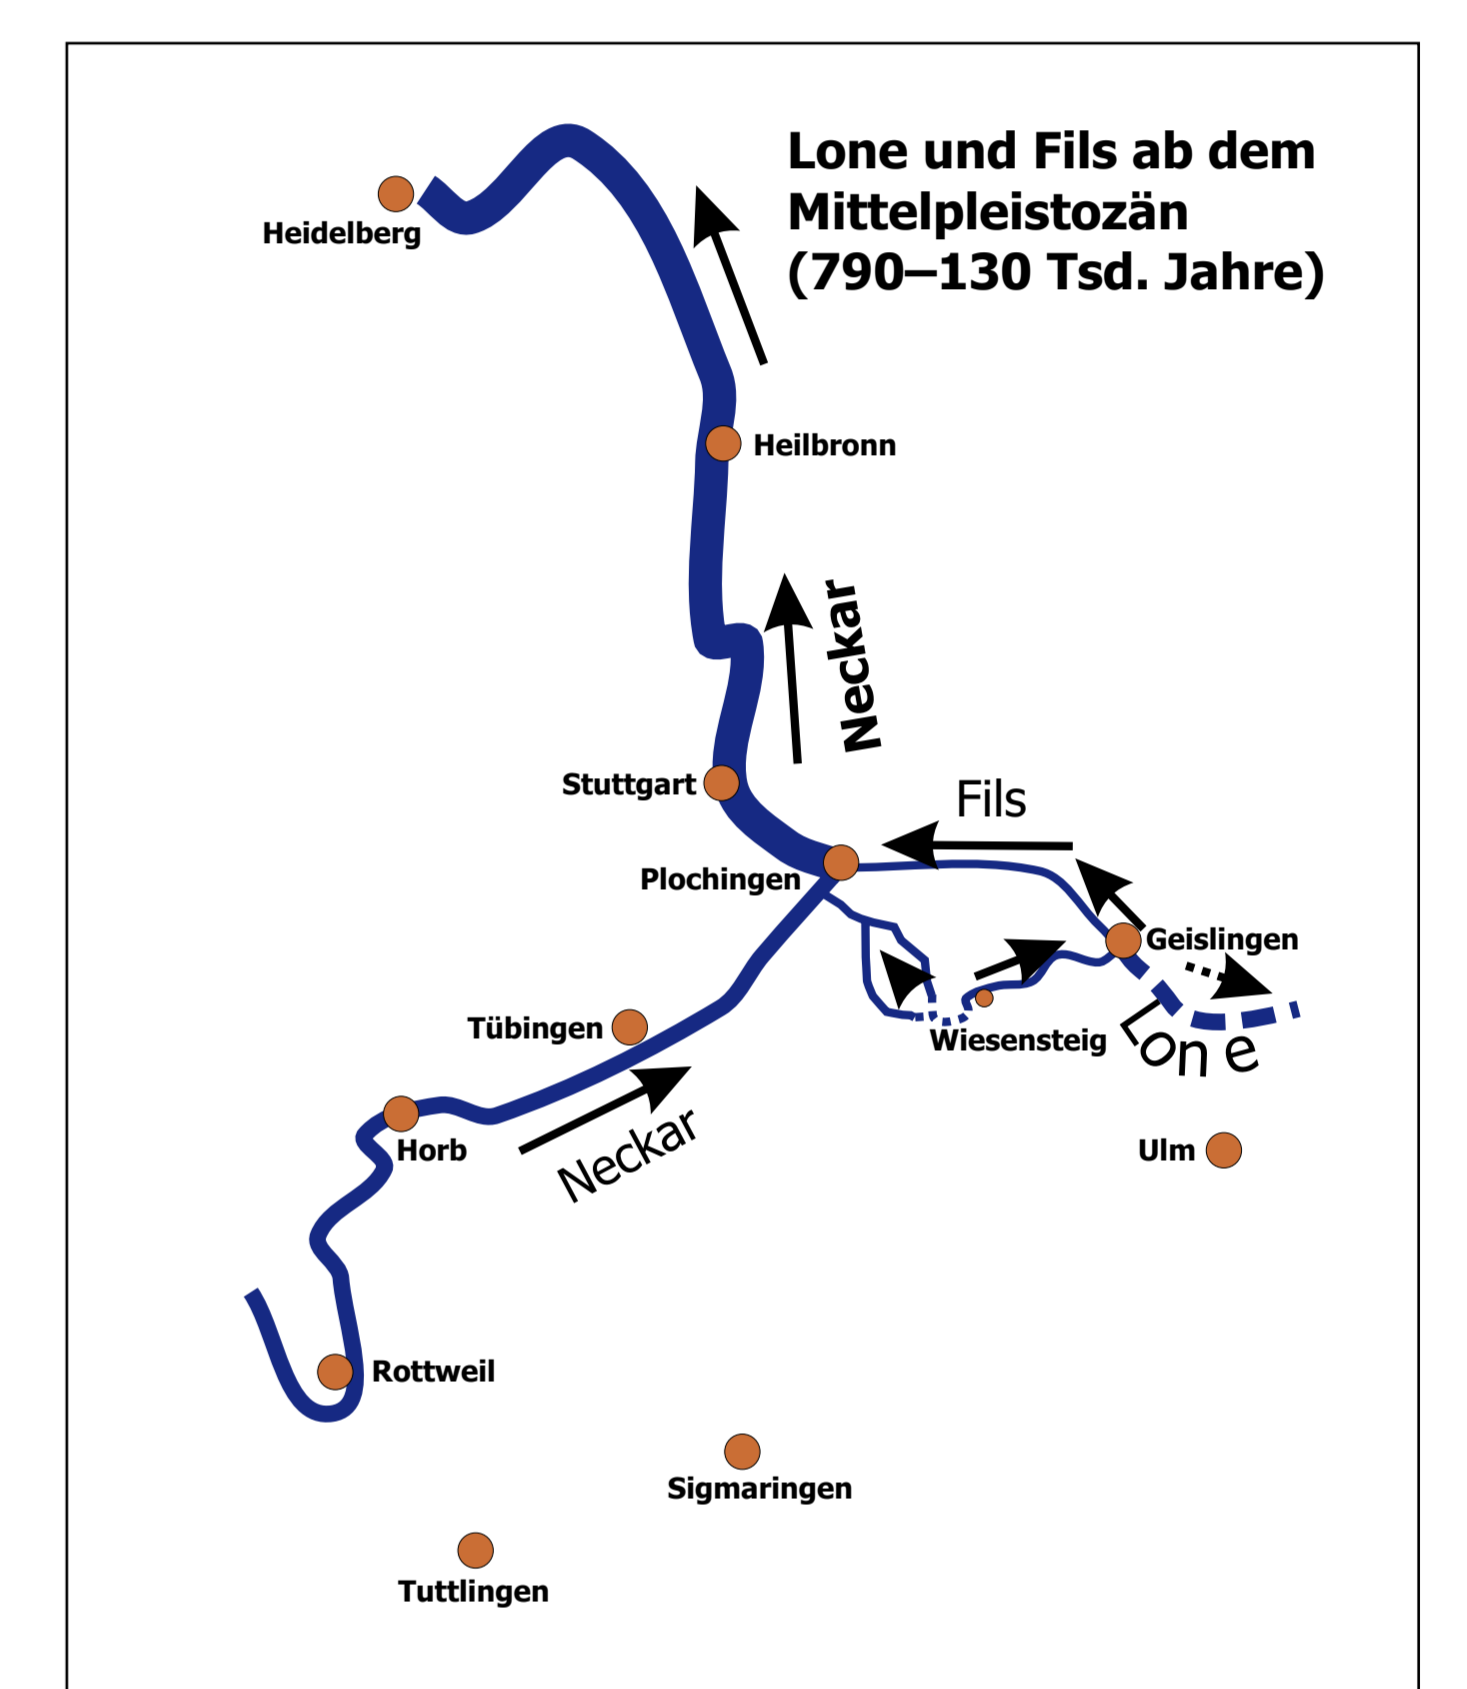 Lone und Fils ab dem
Mittelpleistozän
(790–130 Tsd. Jahre)
Heidelberg
Heilbronn
Neckar
Stuttgart
Fils
Plochingen
Geislingen
Tübingen
Wiesensteig
Lone
Horb
Neckar
Ulm
Rottweil
Sigmaringen
Tuttlingen